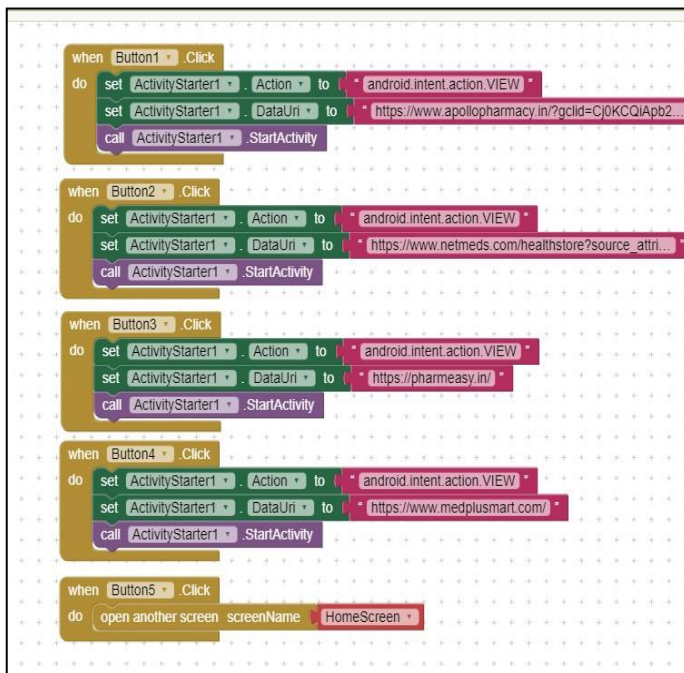 when Button1 .Click
do set ActivityStarter1 . Action to " android.intent.action.VIEW "
set ActivityStarter1 . DataUri to " https://www.apollopharmacy.in/?gclid=Cj0KCQiApb2...
call ActivityStarter1 .StartActivity
when Button2 .Click
do set ActivityStarter1 . Action to " android.intent.action.VIEW "
set ActivityStarter1 . DataUri to " https://www.netmeds.com/healthstore?source_attri... "
call ActivityStarter1 .StartActivity
when Button3 .Click
do set ActivityStarter1 . Action to " android.intent.action.VIEW "
set ActivityStarter1 . DataUri to " https://pharmeasy.in/ "
call ActivityStarter1 .StartActivity
when Button4 .Click
do set ActivityStarter1 . Action to " android.intent.action.VIEW "
set ActivityStarter1 . DataUri to " https://www.medplusmart.com/ "
call ActivityStarter1 .StartActivity
when Button5 .Click
do open another screen screenName HomeScreen